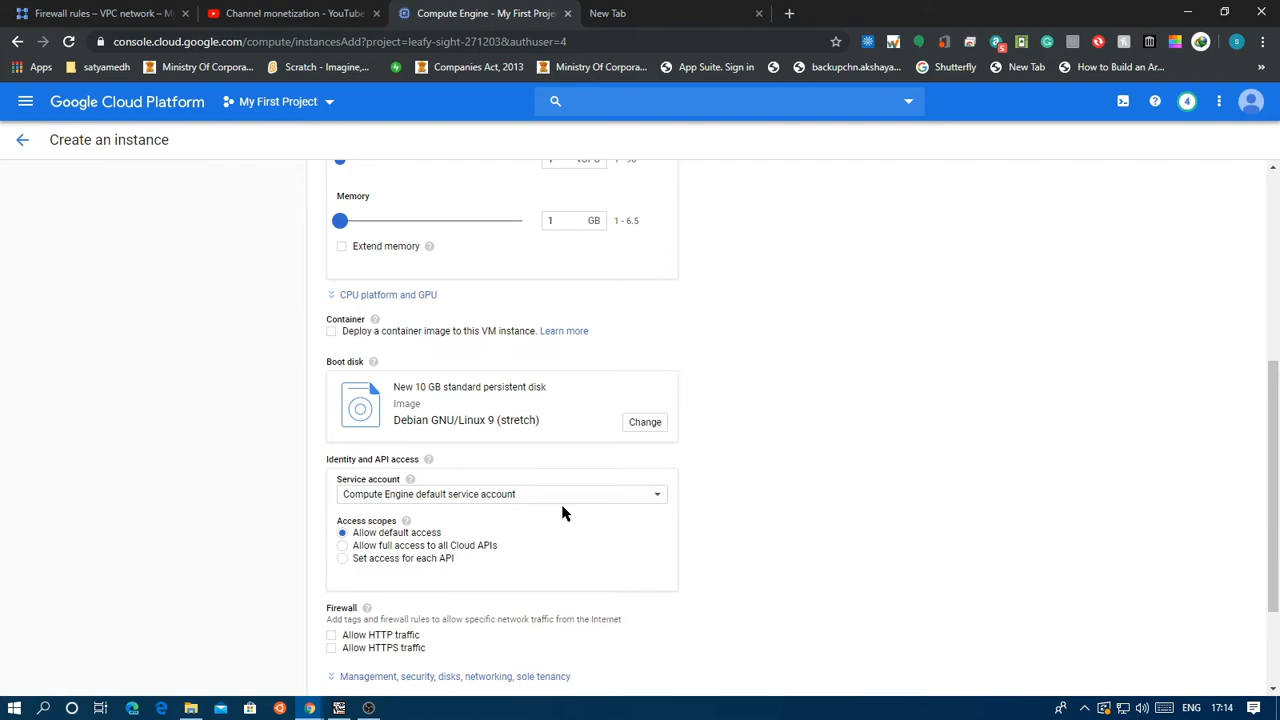 Firewall rules – VPC network – My
Channel monetization - YouTube
Compute Engine - My First Proje
New Tab
console.cloud.google.com/compute/instancesAdd?project=leafy-sight-271203&authuser=4
Apps
satyamedh
Ministry Of Corpora...
Scratch - Imagine,...
Companies Act, 2013
Ministry Of Corpora...
App Suite. Sign in
backupchn.akshaya...
Shutterfly
New Tab
How to Build an Ar...
»
Google Cloud Platform
My First Project
4
Create an instance
1 - 96
Memory
1 GB 1 - 6.5
Extend memory
CPU platform and GPU
Container
Deploy a container image to this VM instance. Learn more
Boot disk
New 10 GB standard persistent disk
Image
Debian GNU/Linux 9 (stretch)
Change
Identity and API access
Service account
Compute Engine default service account
Access scopes
Allow default access
Allow full access to all Cloud APIs
Set access for each API
Firewall
Add tags and firewall rules to allow specific network traffic from the Internet
Allow HTTP traffic
Allow HTTPS traffic
Management, security, disks, networking, sole tenancy
ENG 17:14